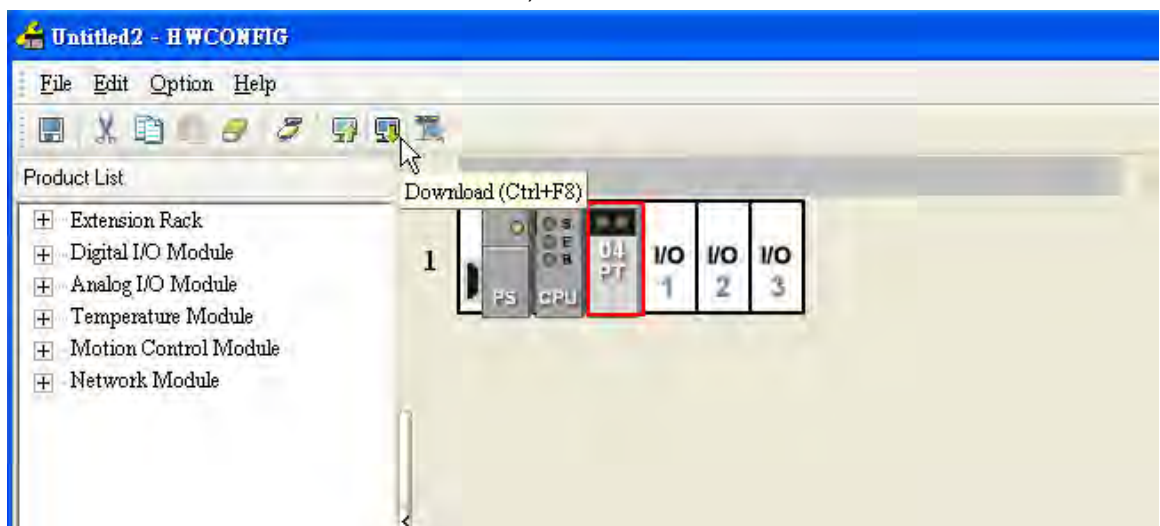 Untitled2 - HWCONFIG
File Edit Option Help
Product List
Download (Ctrl+F8)
Extension Rack
Digital I/O Module
Analog I/O Module
Temperature Module
Motion Control Module
Network Module
1
PS
CPU
04
PT
I/O
1
I/O
2
I/O
3